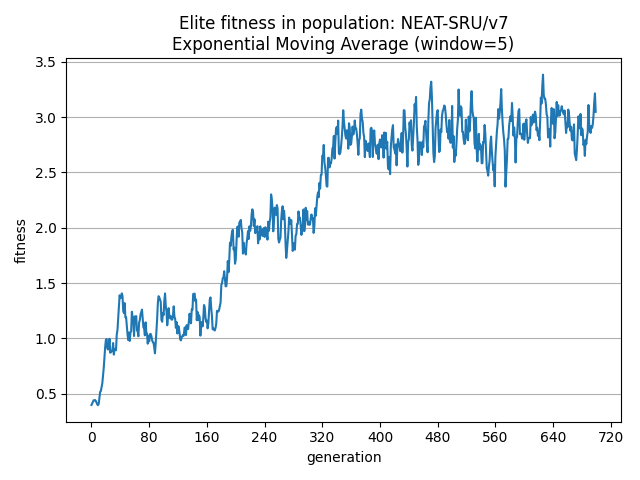 Elite fitness in population: NEAT-SRU/v7
Exponential Moving Average (window=5)
3.5
3.0
2.5
2.0
1.5
1.0
0.5
fitness
0 80 160 240 320 400 480 560 640 720
generation